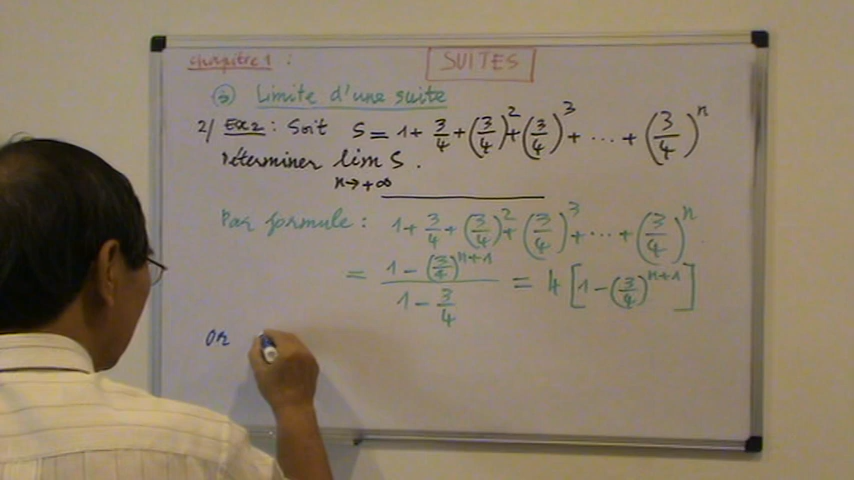 chapitre 1 :
SUITES
③ Limite d'une suite
2/ Ex2 : Soit S = 1 + 3/4 + (3/4)² + (3/4)³ + ... + (3/4)ⁿ
Déterminer lim S .
n→+∞
Par formule : 1 + 3/4 + (3/4)² + (3/4)³ + ... + (3/4)ⁿ
= (1 - (3/4)ⁿ⁺¹) / (1 - 3/4) = 4 [1 - (3/4)ⁿ⁺¹]
OR